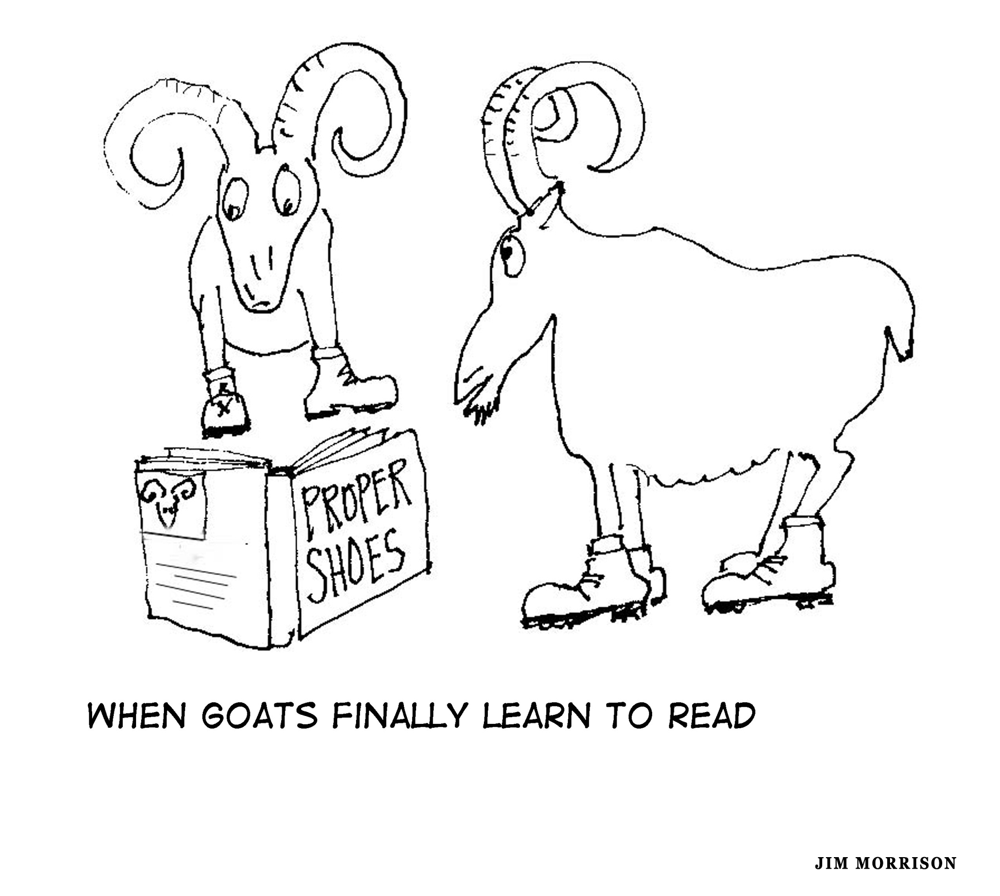 PROPER
SHOES
WHEN GOATS FINALLY LEARN TO READ
JIM MORRISON